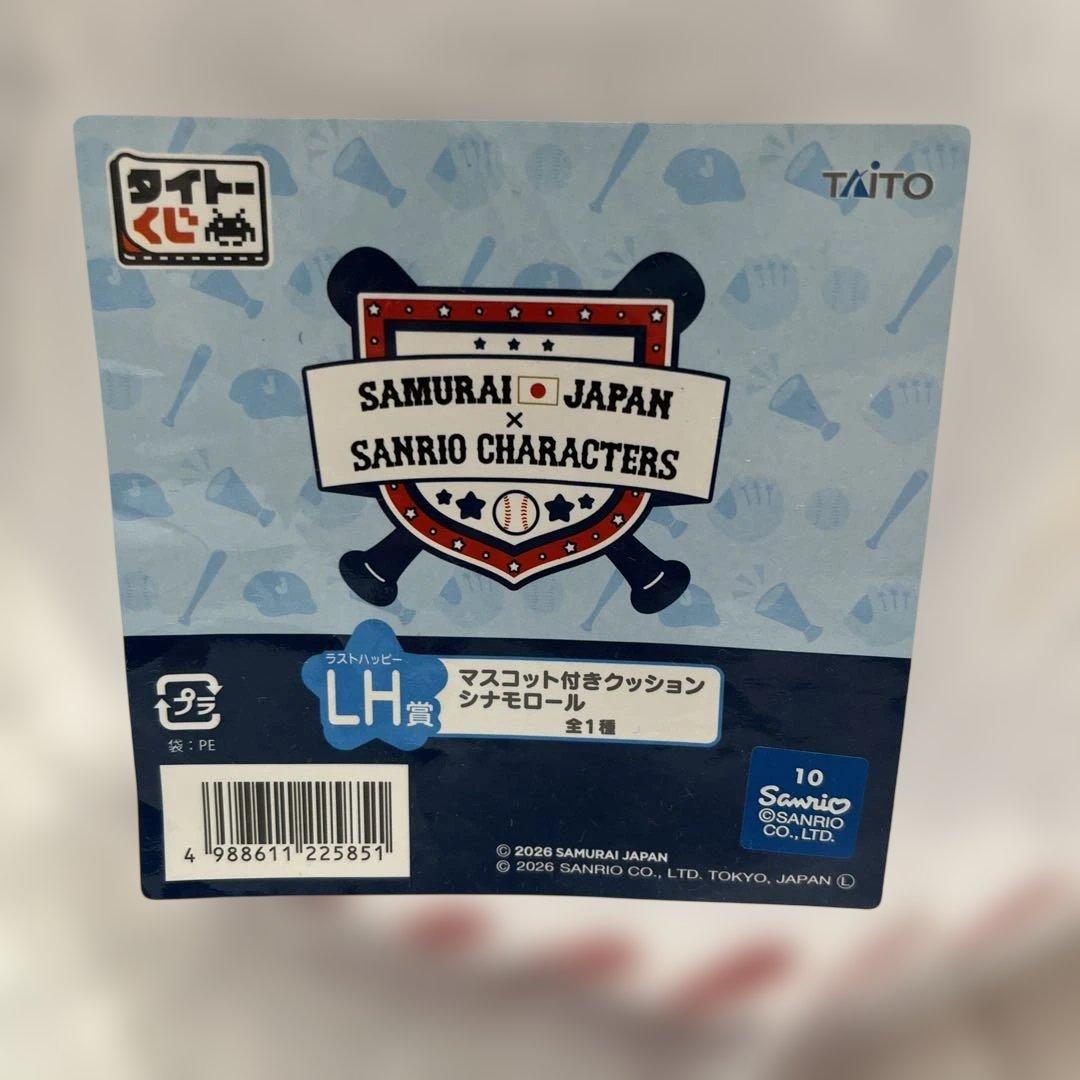 タイトーくじ
TAITO
SAMURAI JAPAN
×
SANRIO CHARACTERS
ラストハッピー
LH賞
マスコット付きクッション
シナモロール
全1種
プラ
袋：PE
4 988611 225851
10
Sanrio
©SANRIO
CO.,LTD.
© 2026 SAMURAI JAPAN
© 2026 SANRIO CO., LTD. TOKYO, JAPAN Ⓛ